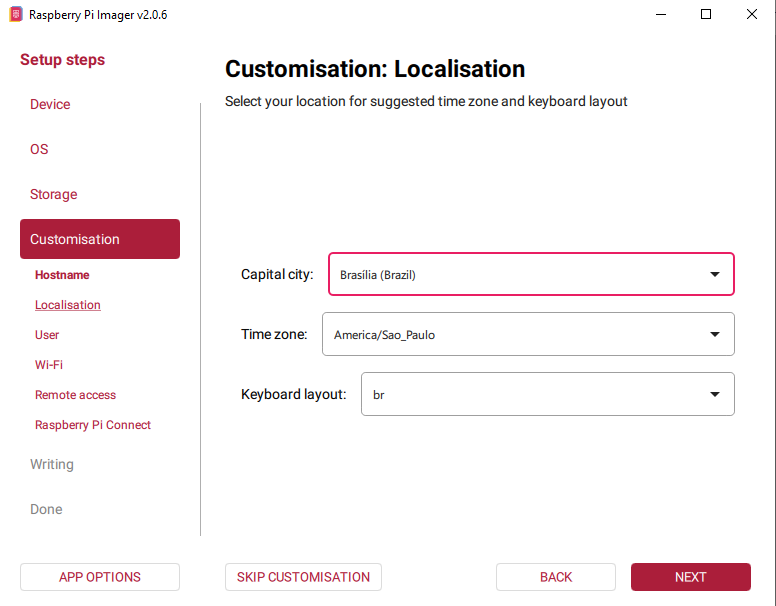 Raspberry Pi Imager v2.0.6
Setup steps
Device
OS
Storage
Customisation
Hostname
Localisation
User
Wi-Fi
Remote access
Raspberry Pi Connect
Writing
Done
APP OPTIONS
Customisation: Localisation
Select your location for suggested time zone and keyboard layout
Capital city: Brasília (Brazil)
Time zone: America/Sao_Paulo
Keyboard layout: br
SKIP CUSTOMISATION
BACK
NEXT